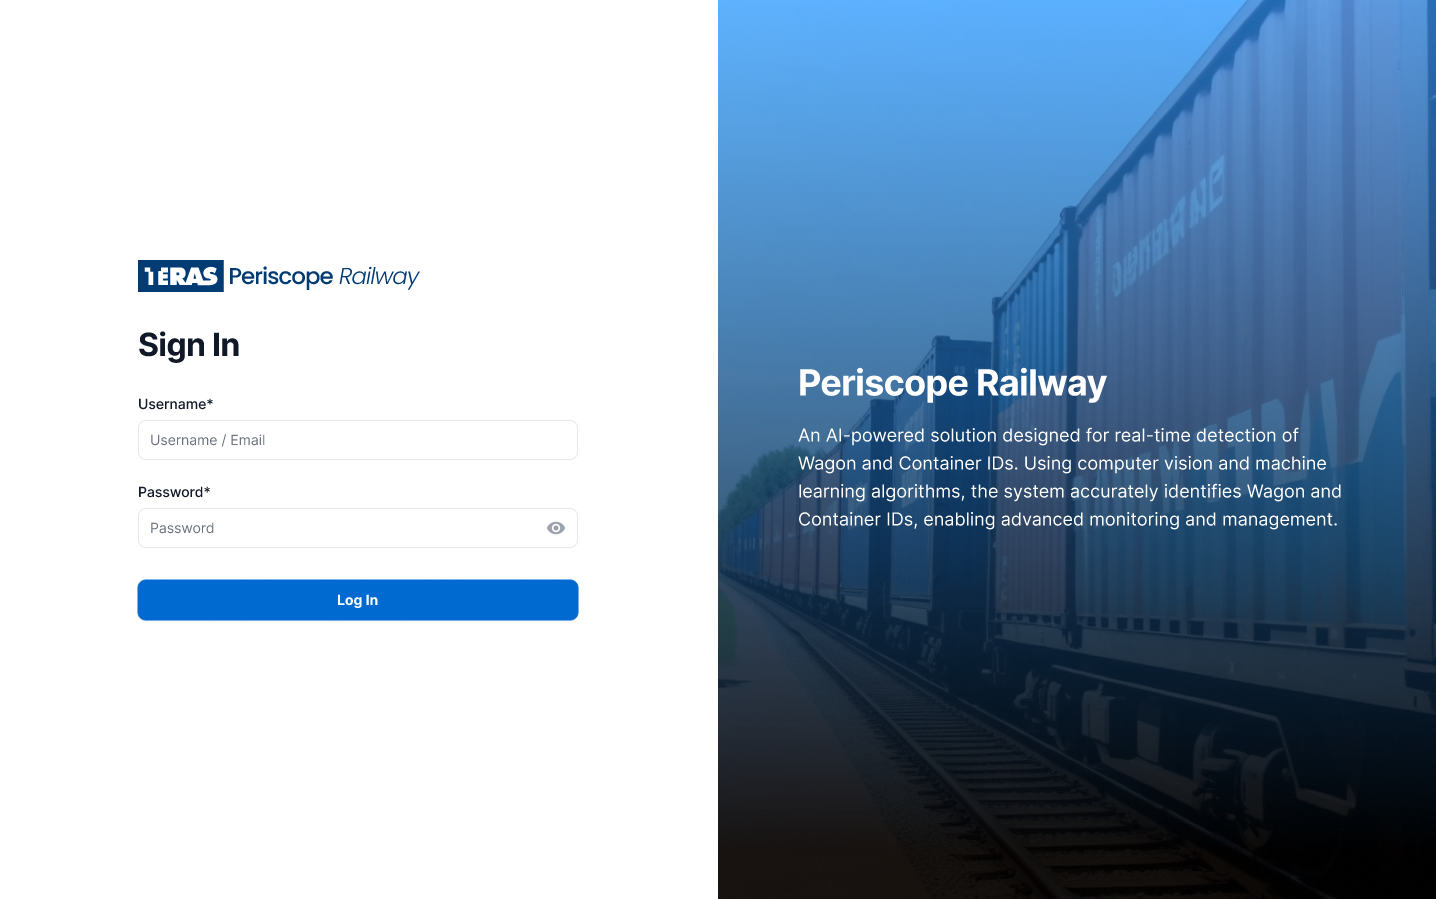 TERAS Periscope Railway
Sign In
Username*
Username / Email
Password*
Password
Log In
Periscope Railway
An AI-powered solution designed for real-time detection of
Wagon and Container IDs. Using computer vision and machine
learning algorithms, the system accurately identifies Wagon and
Container IDs, enabling advanced monitoring and management.